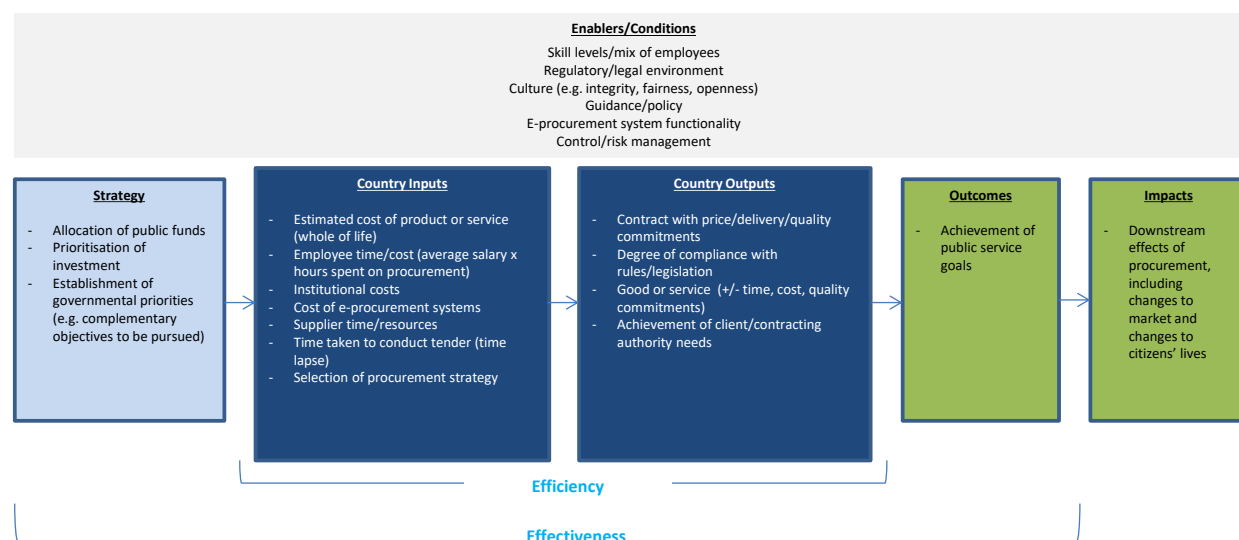 Enablers/Conditions
Skill levels/mix of employees
Regulatory/legal environment
Culture (e.g. integrity, fairness, openness)
Guidance/policy
E-procurement system functionality
Control/risk management
Strategy
- Allocation of public funds
- Prioritisation of
investment
- Establishment of
governmental priorities
(e.g. complementary
objectives to be pursued)
Country Inputs
- Estimated cost of product or service
(whole of life)
- Employee time/cost (average salary x
hours spent on procurement)
- Institutional costs
- Cost of e-procurement systems
- Supplier time/resources
- Time taken to conduct tender (time
lapse)
- Selection of procurement strategy
Country Outputs
- Contract with price/delivery/quality
commitments
- Degree of compliance with
rules/legislation
- Good or service (+/- time, cost, quality
commitments)
- Achievement of client/contracting
authority needs
Outcomes
- Achievement of
public service
goals
Impacts
- Downstream
effects of
procurement,
including
changes to
market and
changes to
citizens’ lives
Efficiency
Effectiveness